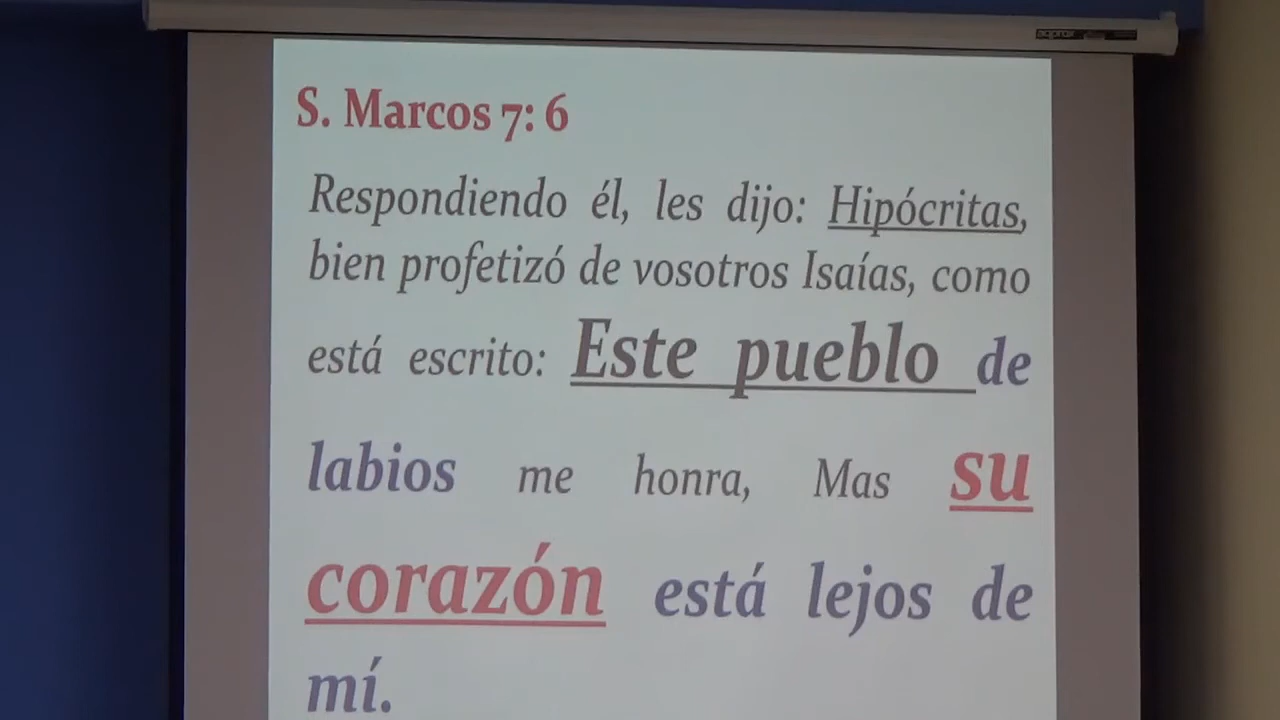 S. Marcos 7: 6
Respondiendo él, les dijo: Hipócritas,
bien profetizó de vosotros Isaías, como
está escrito: Este pueblo de
labios me honra, Mas su
corazón está lejos de
mí.